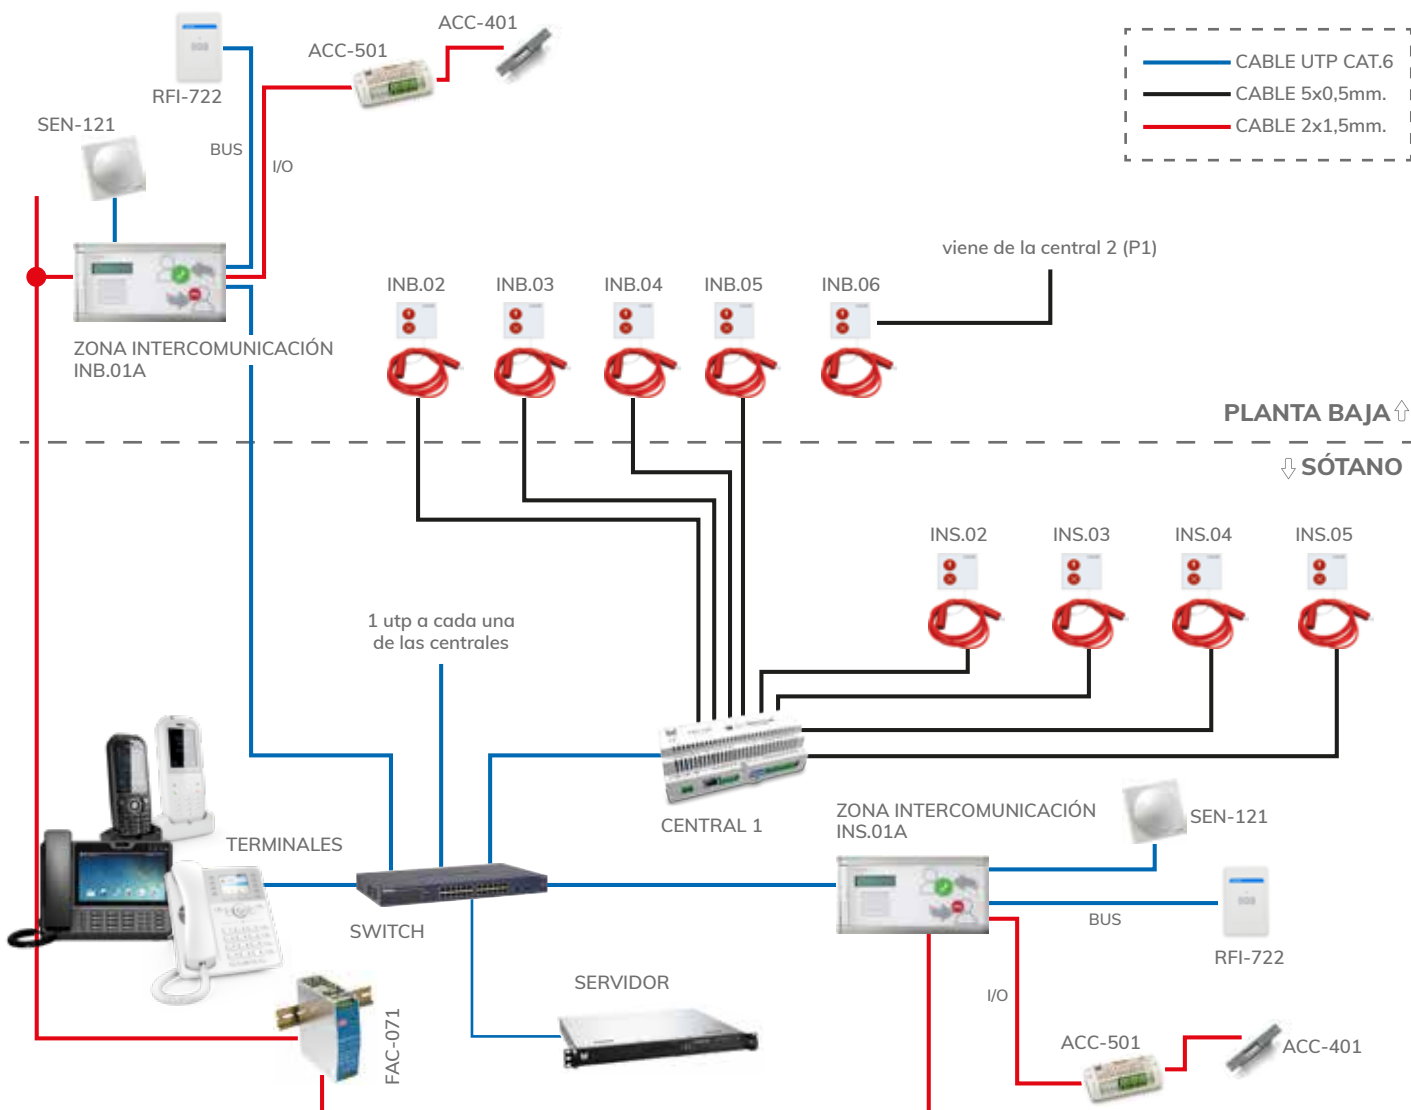 ACC-401
ACC-501
RFI-722
SEN-121
BUS
I/O
CABLE UTP CAT.6
CABLE 5x0,5mm.
CABLE 2x1,5mm.
viene de la central 2 (P1)
INB.02
INB.03
INB.04
INB.05
INB.06
ZONA INTERCOMUNICACIÓN
INB.01A
PLANTA BAJA
SÓTANO
INS.02
INS.03
INS.04
INS.05
1 utp a cada una
de las centrales
CENTRAL 1
ZONA INTERCOMUNICACIÓN
INS.01A
SEN-121
TERMINALES
SWITCH
BUS
RFI-722
I/O
SERVIDOR
FAC-071
ACC-501
ACC-401